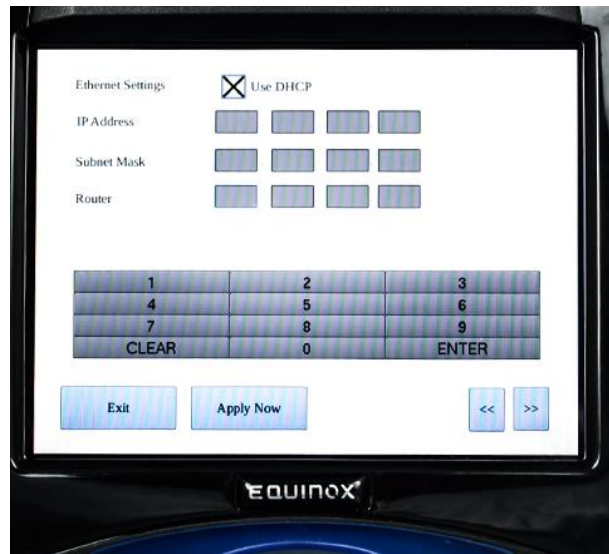 Ethernet Settings Use DHCP
IP Address
Subnet Mask
Router
1 2 3
4 5 6
7 8 9
CLEAR 0 ENTER
Exit Apply Now << >>
EQUINOX